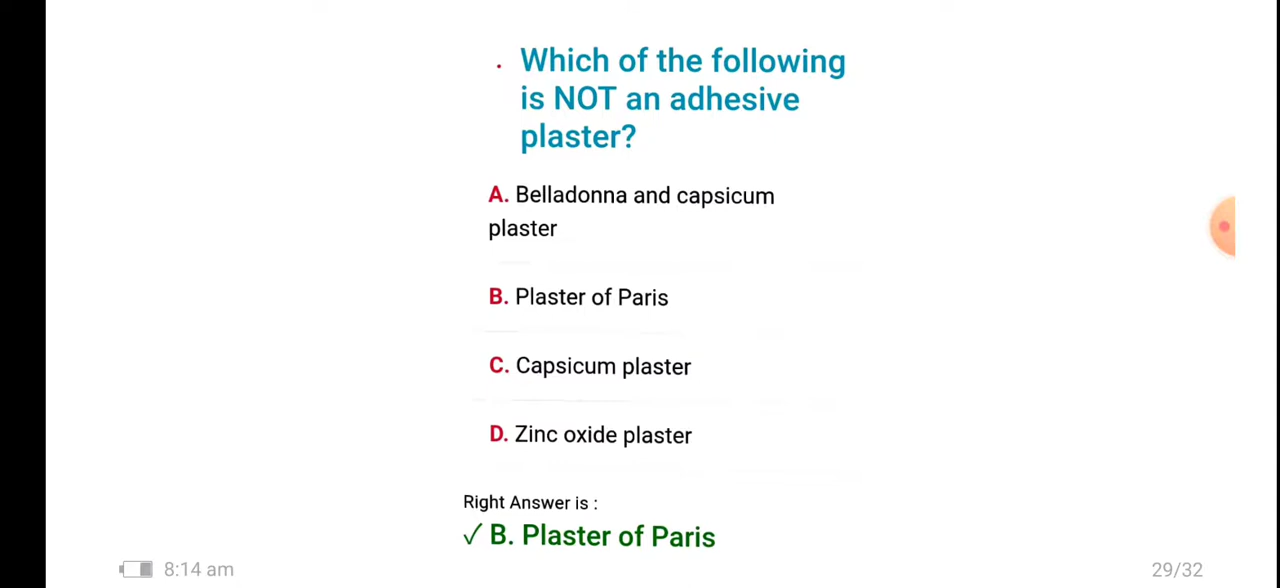 Which of the following
is NOT an adhesive
plaster?
A. Belladonna and capsicum
plaster
B. Plaster of Paris
C. Capsicum plaster
D. Zinc oxide plaster
Right Answer is :
✓ B. Plaster of Paris
8:14 am
29/32